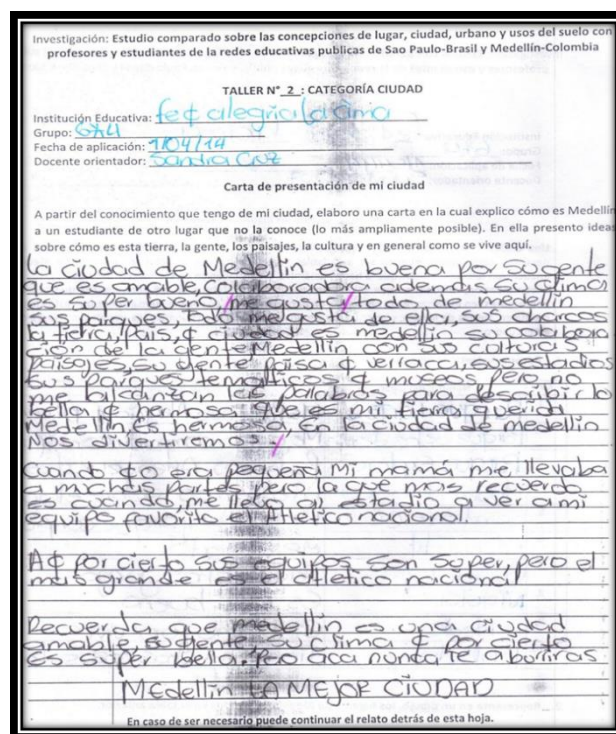 Investigación: Estudio comparado sobre las concepciones de lugar, ciudad, urbano y usos del suelo con
profesores y estudiantes de la redes educativas publicas de Sao Paulo-Brasil y Medellín-Colombia
TALLER N°_2_: CATEGORÍA CIUDAD
Institución Educativa: fe ¢ alegria la cima
Grupo: 6¢4
Fecha de aplicación: 1/04/14
Docente orientador: Sandra Cruz
Carta de presentación de mi ciudad
A partir del conocimiento que tengo de mi ciudad, elaboro una carta en la cual explico cómo es Medellín
a un estudiante de otro lugar que no la conoce (lo más ampliamente posible). En ella presento ideas
sobre cómo es esta tierra, la gente, los paisajes, la cultura y en general como se vive aquí.
La ciudad de Medellin es buena por su gente
que es amable, colaboradora además su clima
es super bueno, me gusta todo de medellin
sus parques, todo me gusta de ella, sus charcos
la tierra, pais, ¢ ciudad es medellin su colabora
ción de la gente Medellin con sus culturas
paisajes, su gente paisa ¢ verraca, sus estadios
sus parques temáticos ¢ museos pero no
me alcanzan las palabras para describir lo
bella ¢ hermosa que es mi tierra querida
Medellin, es hermosa, En la ciudad de medellin
Nos divertiremos.
Cuando ¢o era pequeña Mi mamá me llevaba
a muchas partes pero la que mas recuerdo
es cuando, me llevo al estadio a ver a mi
equipo favorito el Atletico nacional.
A¢ por cierto sus equipos son super, pero el
mas grande es el atletico nacional
Recuerda que medellin es una ciudad
amable, su gente, su clima ¢ por cierto
es super bella. Pero aca nunca te aburriras.
MEdellin LA MEJOR CIUDAD
En caso de ser necesario puede continuar el relato detrás de esta hoja.